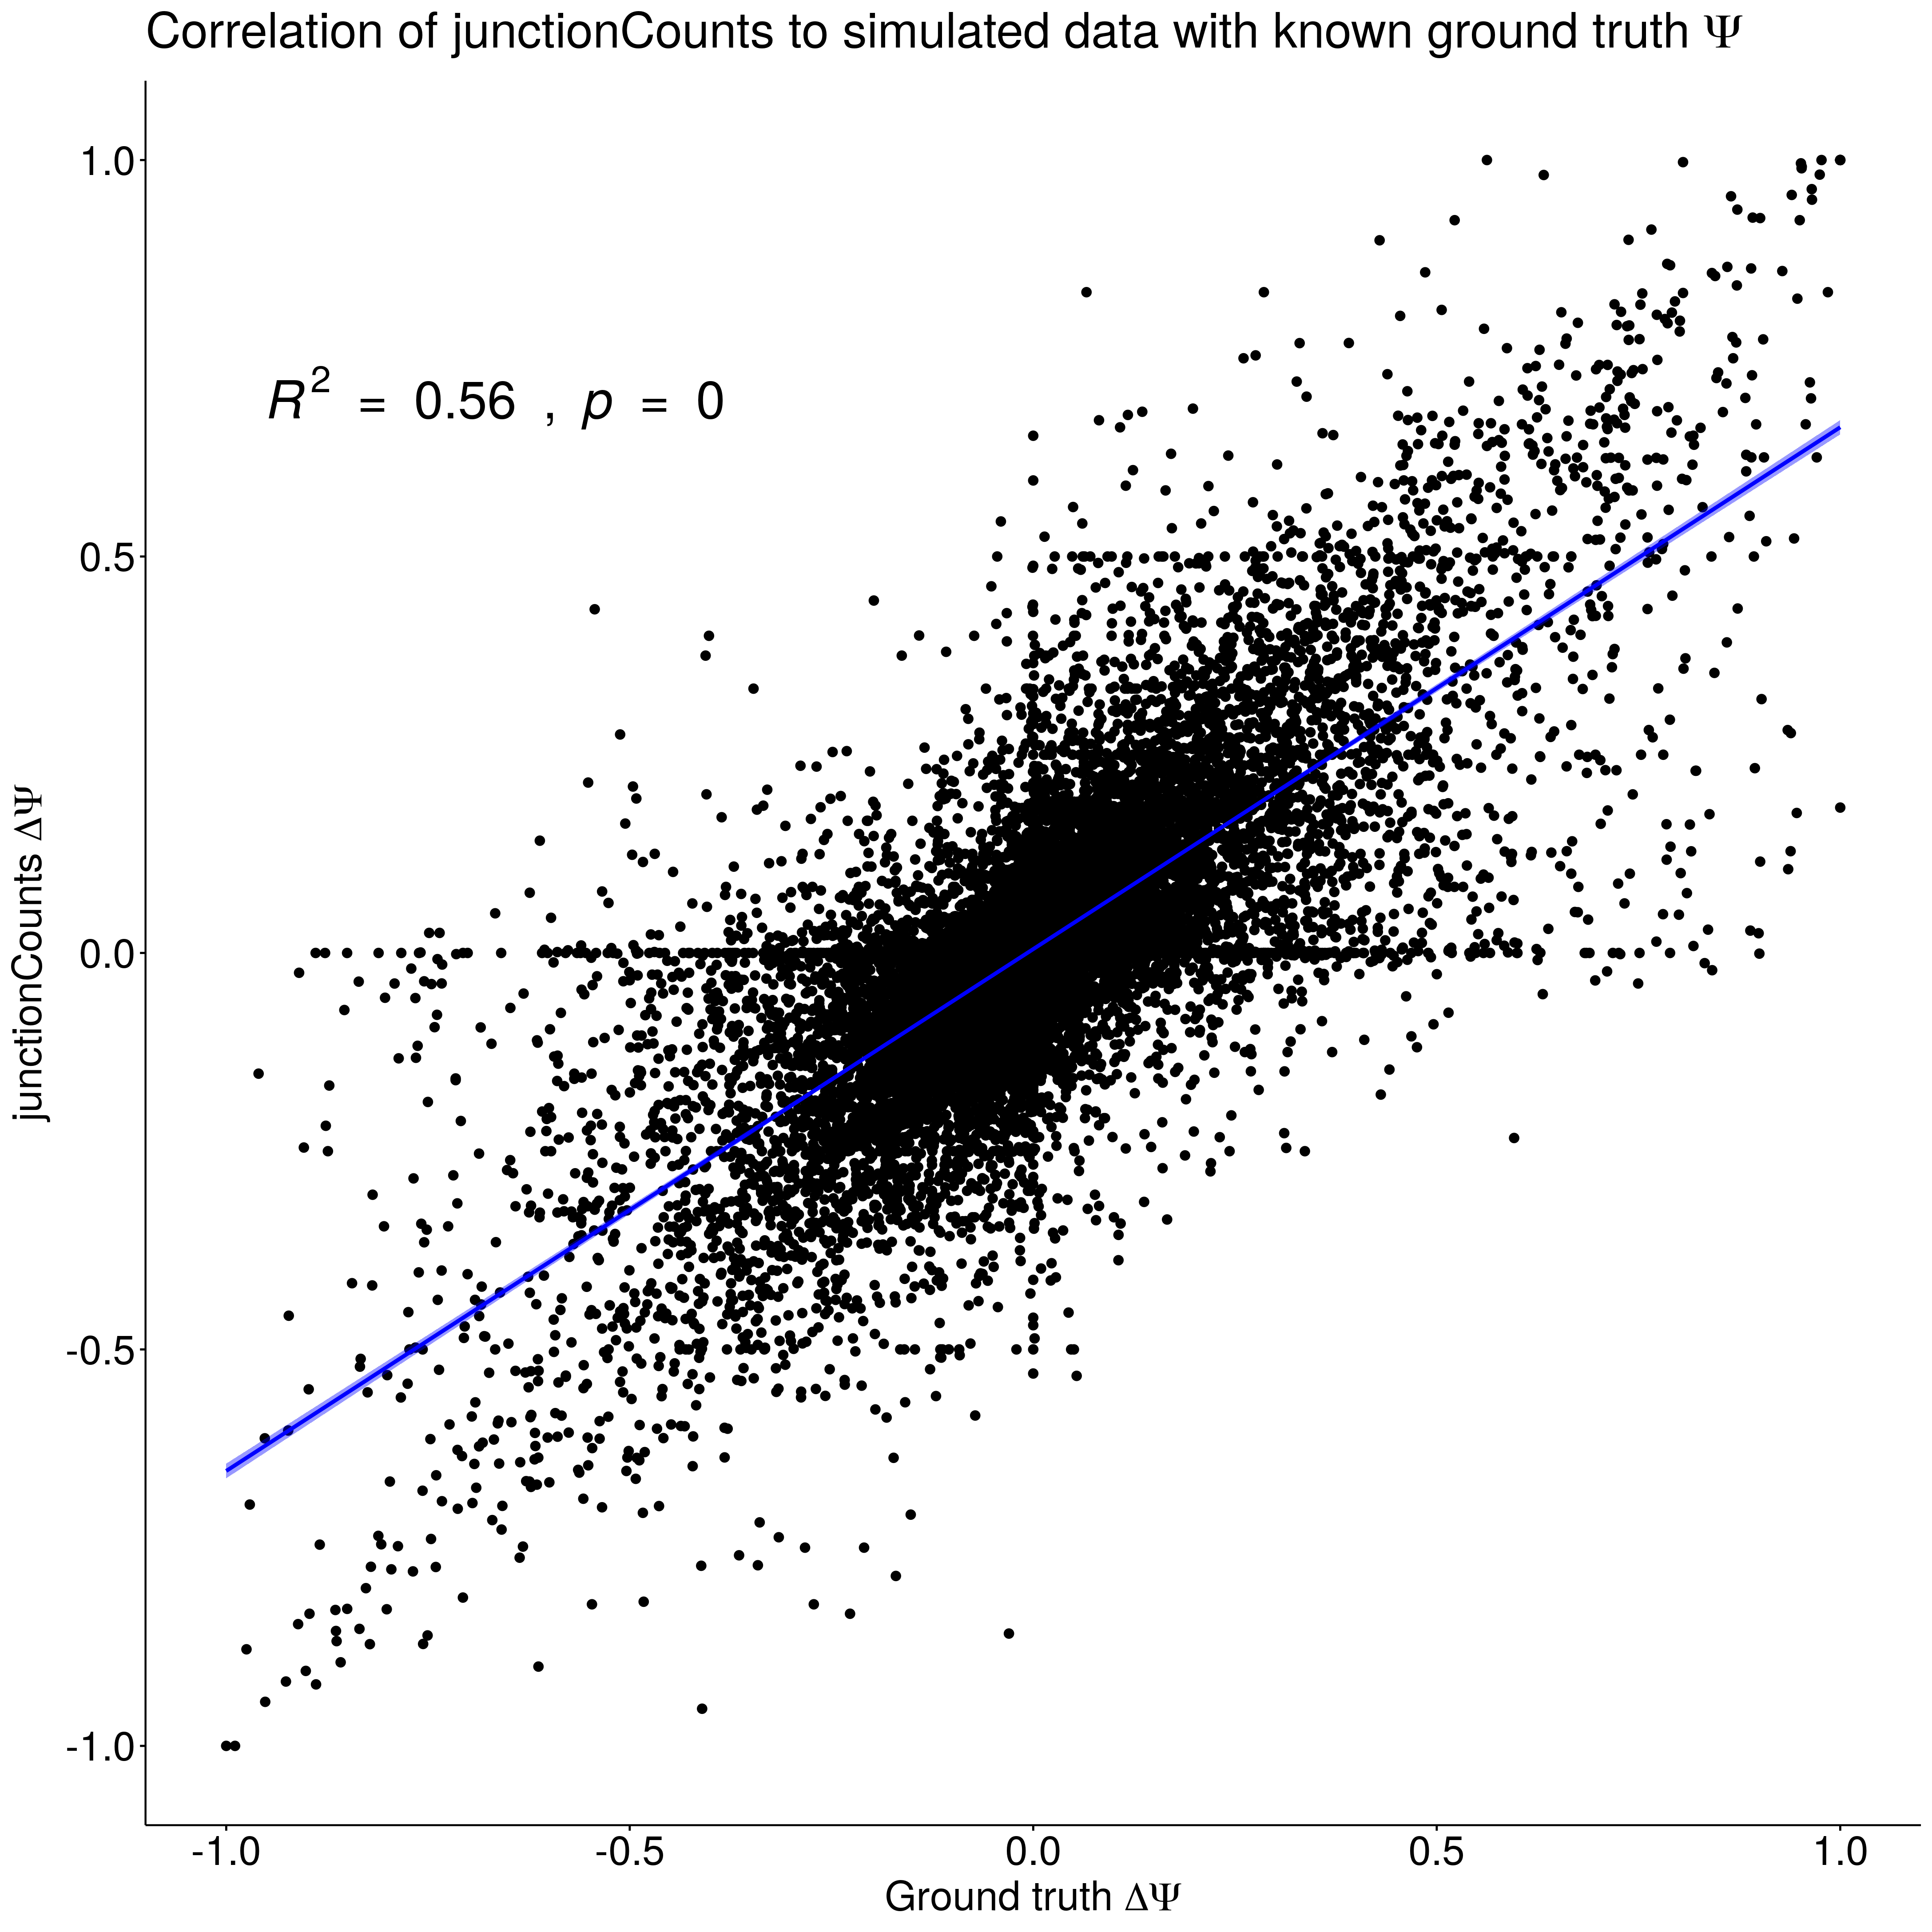 Correlation of junctionCounts to simulated data with known ground truth Ψ
1.0
0.5
0.0
-0.5
-1.0
junctionCounts ΔΨ
R² = 0.56 , p = 0
-1.0 -0.5 0.0 0.5 1.0
Ground truth ΔΨ